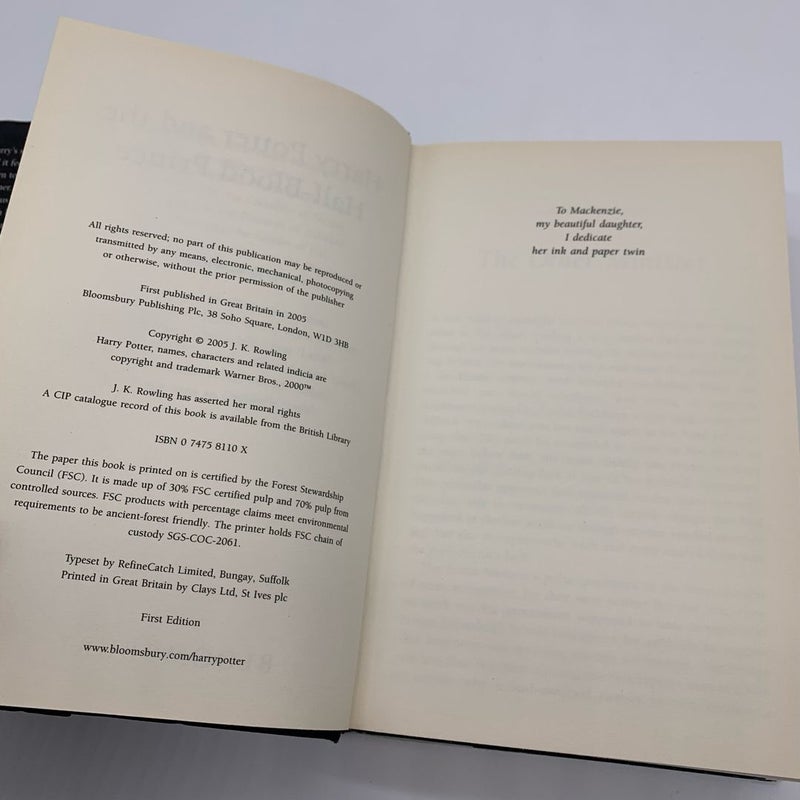 All rights reserved; no part of this publication may be reproduced or
transmitted by any means, electronic, mechanical, photocopying
or otherwise, without the prior permission of the publisher
First published in Great Britain in 2005
Bloomsbury Publishing Plc, 38 Soho Square, London, W1D 3HB
Copyright © 2005 J. K. Rowling
Harry Potter, names, characters and related indicia are
copyright and trademark Warner Bros., 2000™
J. K. Rowling has asserted her moral rights
A CIP catalogue record of this book is available from the British Library
ISBN 0 7475 8110 X
The paper this book is printed on is certified by the Forest Stewardship
Council (FSC). It is made up of 30% FSC certified pulp and 70% pulp from
controlled sources. FSC products with percentage claims meet environmental
requirements to be ancient-forest friendly. The printer holds FSC chain of
custody SGS-COC-2061.
Typeset by RefineCatch Limited, Bungay, Suffolk
Printed in Great Britain by Clays Ltd, St Ives plc
First Edition
www.bloomsbury.com/harrypotter
To Mackenzie,
my beautiful daughter,
I dedicate
her ink and paper twin